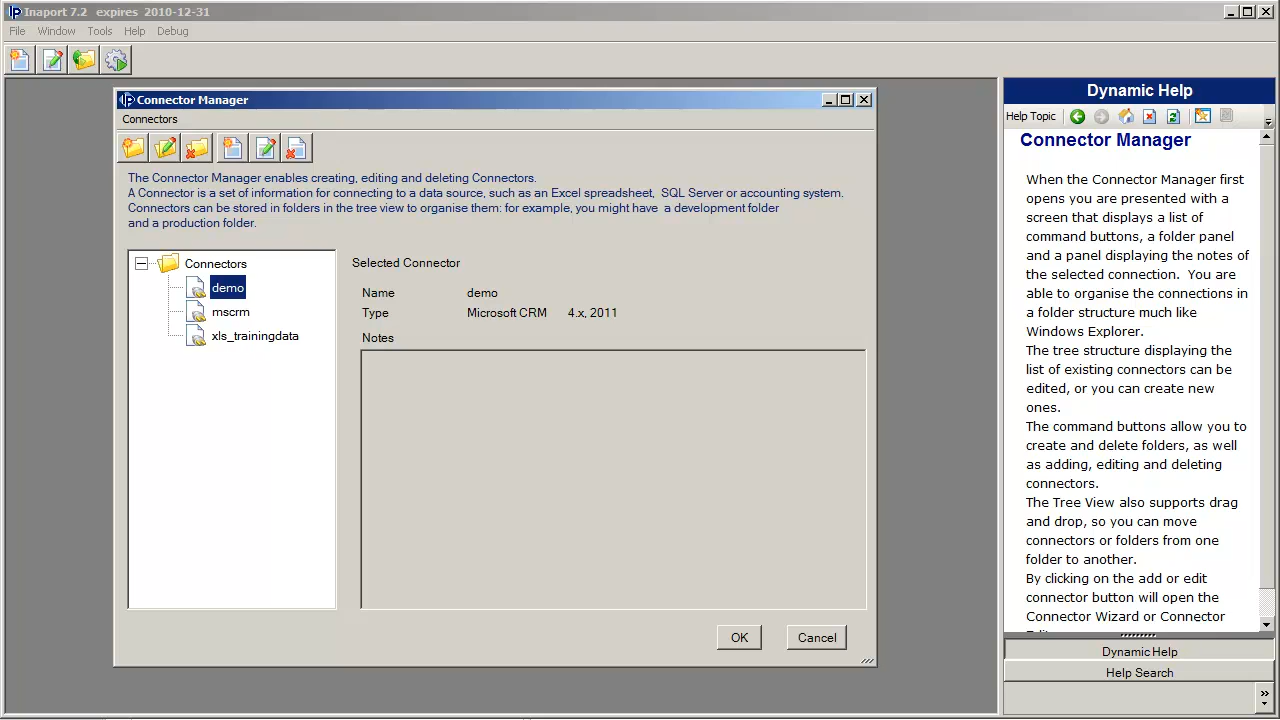 Inaport 7.2 expires 2010-12-31
File Window Tools Help Debug
Connector Manager
Connectors
The Connector Manager enables creating, editing and deleting Connectors.
A Connector is a set of information for connecting to a data source, such as an Excel spreadsheet, SQL Server or accounting system.
Connectors can be stored in folders in the tree view to organise them: for example, you might have a development folder
and a production folder.
Connectors
demo
mscrm
xls_trainingdata
Selected Connector
Name demo
Type Microsoft CRM 4.x, 2011
Notes
OK Cancel
Dynamic Help
Help Topic
Connector Manager
When the Connector Manager first
opens you are presented with a
screen that displays a list of
command buttons, a folder panel
and a panel displaying the notes of
the selected connection. You are
able to organise the connections in
a folder structure much like
Windows Explorer.
The tree structure displaying the
list of existing connectors can be
edited, or you can create new
ones.
The command buttons allow you to
create and delete folders, as well
as adding, editing and deleting
connectors.
The Tree View also supports drag
and drop, so you can move
connectors or folders from one
folder to another.
By clicking on the add or edit
connector button will open the
Connector Wizard or Connector
Dynamic Help
Help Search